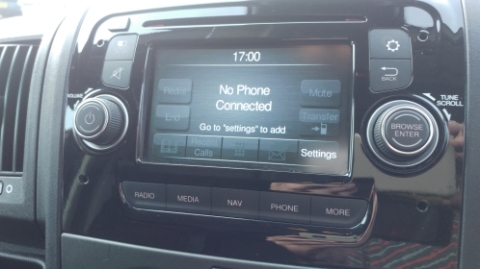 17:00
No Phone
Connected
Mute
End
Transfer
Go to "settings" to add
Calls
Settings
VOLUME
TUNE
SCROLL
BACK
BROWSE
ENTER
RADIO
MEDIA
NAV
PHONE
MORE